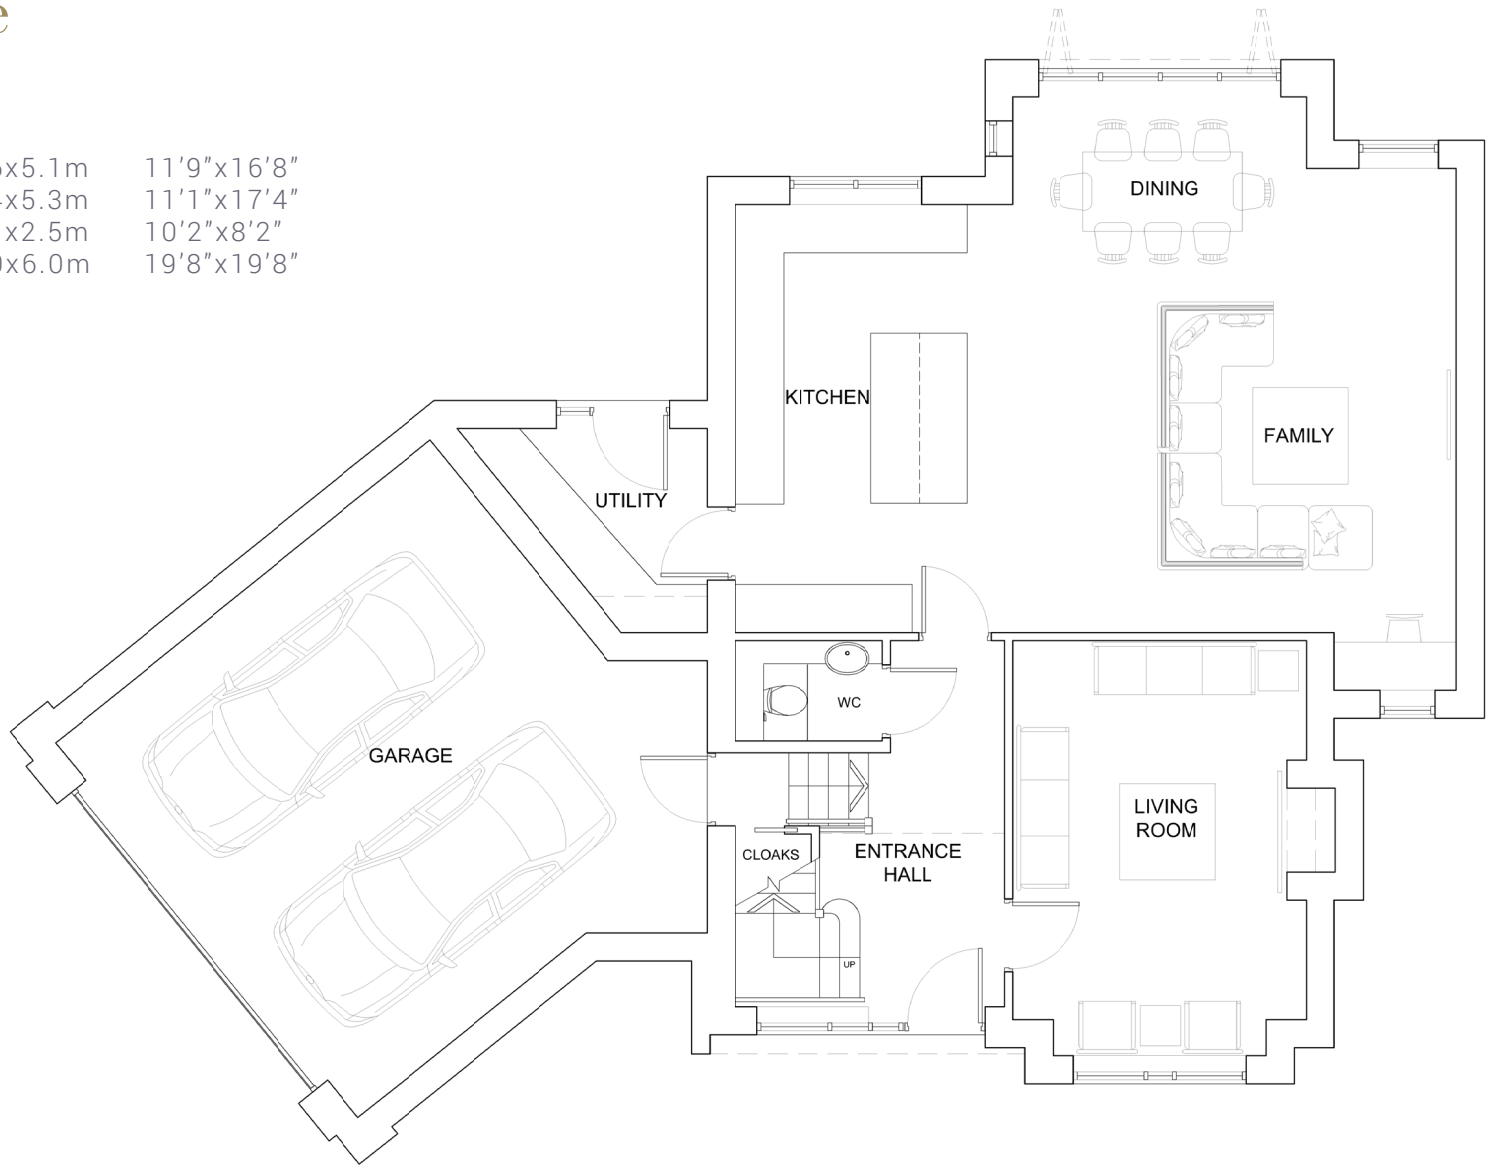 e
x5.1m 11'9"x16'8"
x5.3m 11'1"x17'4"
x2.5m 10'2"x8'2"
x6.0m 19'8"x19'8"
DINING
KITCHEN
FAMILY
UTILITY
WC
GARAGE
LIVING
ROOM
CLOAKS
ENTRANCE
HALL
UP